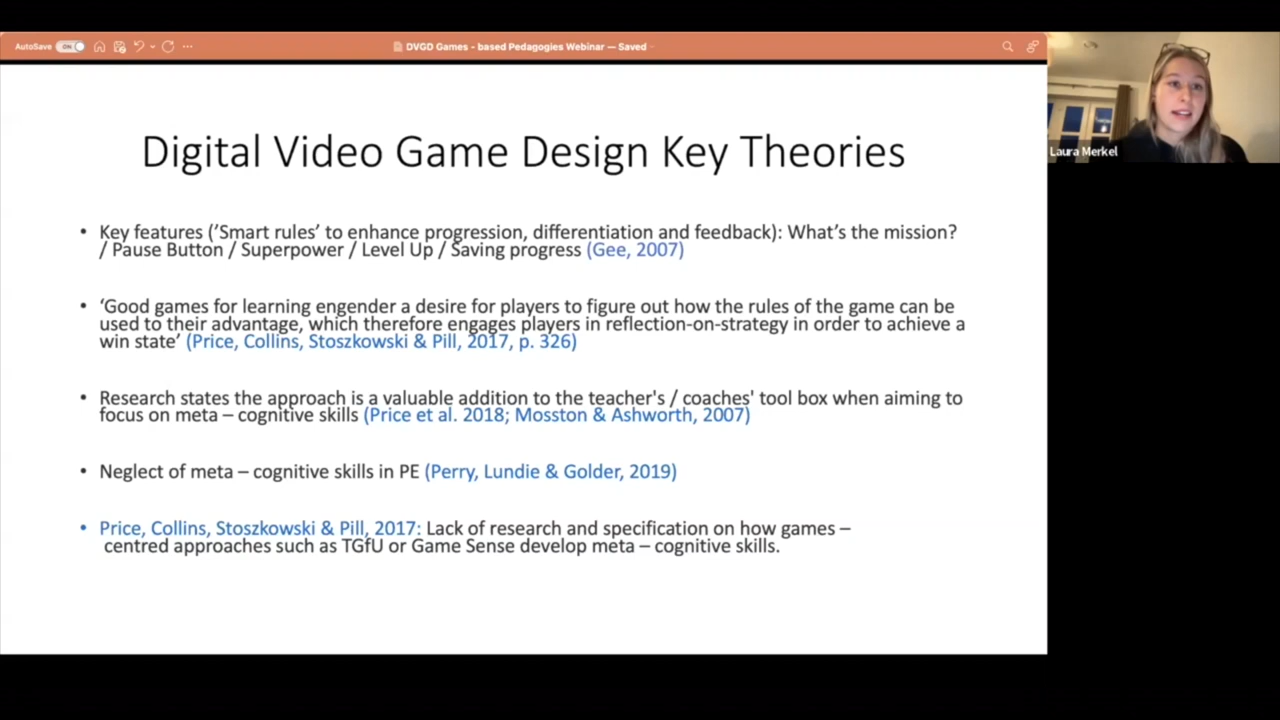 AutoSave ON DVGD Games - based Pedagogies Webinar — Saved
Laura Merkel
Digital Video Game Design Key Theories
• Key features (’Smart rules’ to enhance progression, differentiation and feedback): What’s the mission?
/ Pause Button / Superpower / Level Up / Saving progress (Gee, 2007)
• ‘Good games for learning engender a desire for players to figure out how the rules of the game can be
used to their advantage, which therefore engages players in reflection-on-strategy in order to achieve a
win state’ (Price, Collins, Stoszkowski & Pill, 2017, p. 326)
• Research states the approach is a valuable addition to the teacher's / coaches' tool box when aiming to
focus on meta – cognitive skills (Price et al. 2018; Mosston & Ashworth, 2007)
• Neglect of meta – cognitive skills in PE (Perry, Lundie & Golder, 2019)
• Price, Collins, Stoszkowski & Pill, 2017: Lack of research and specification on how games –
centred approaches such as TGfU or Game Sense develop meta – cognitive skills.